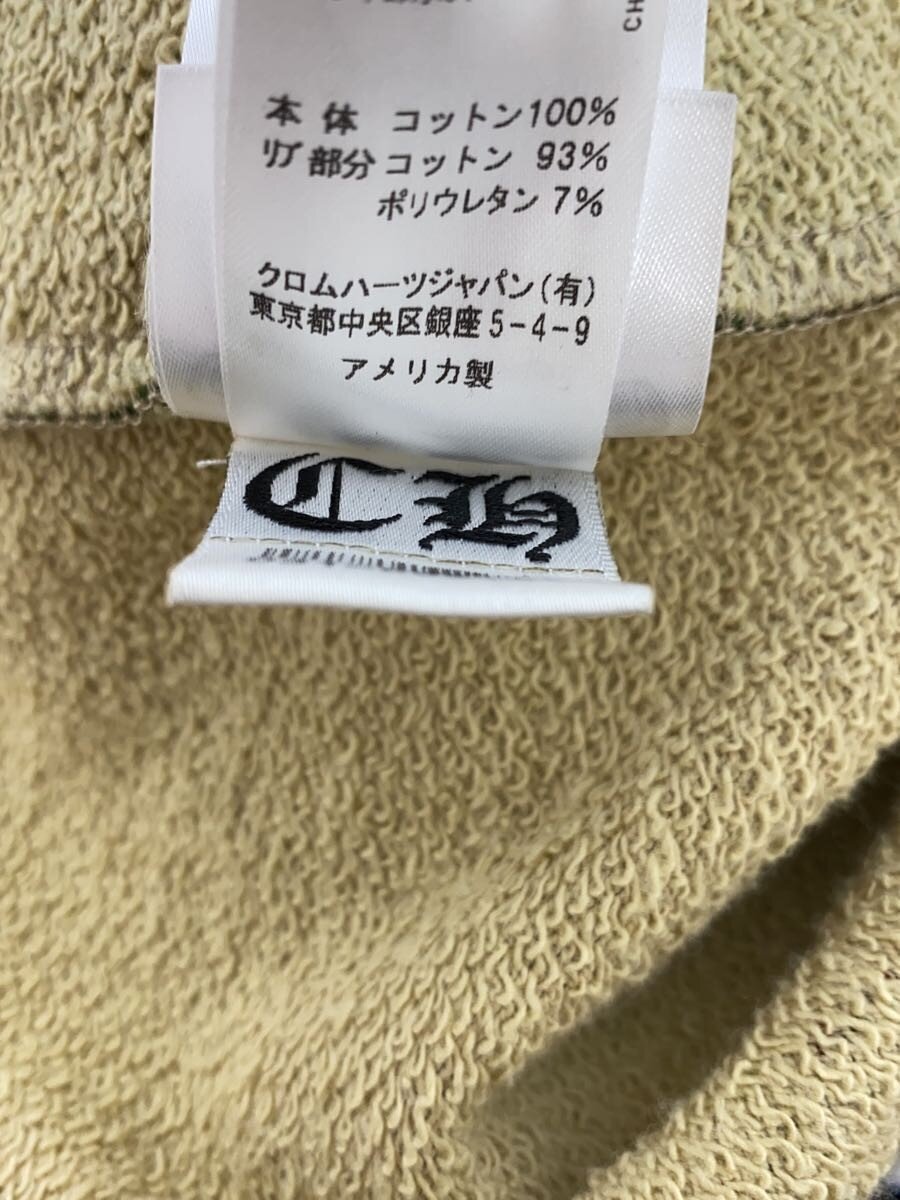 CH
本体 コットン100%
リブ部分 コットン 93%
ポリウレタン 7%
クロムハーツジャパン(有)
東京都中央区銀座5-4-9
アメリカ製